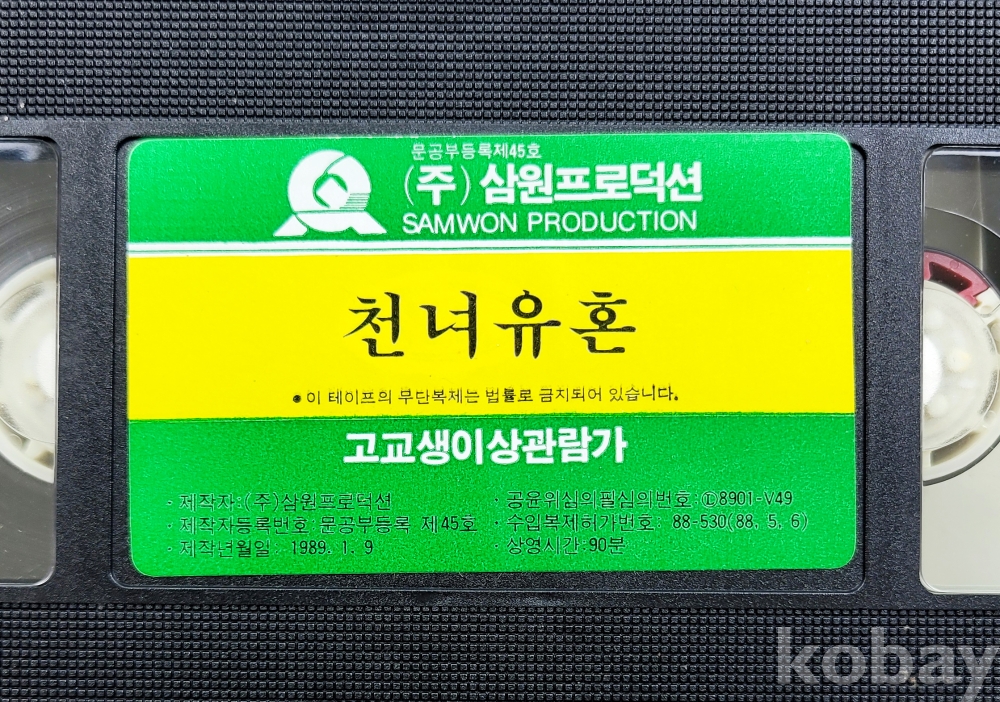 문공부등록제45호
(주) 삼원프로덕션
SAMWON PRODUCTION
천녀유혼
● 이 테이프의 무단복제는 법률로 금지되어 있습니다.
고교생이상관람가
· 제작자:(주)삼원프로덕션
· 제작자등록번호:문공부등록 제45호
· 제작년월일: 1989. 1. 9
· 공윤위심의필심의번호:Ⓒ8901-V49
· 수입복제허가번호: 88-530(88. 5. 6)
· 상영시간:90분
kobay